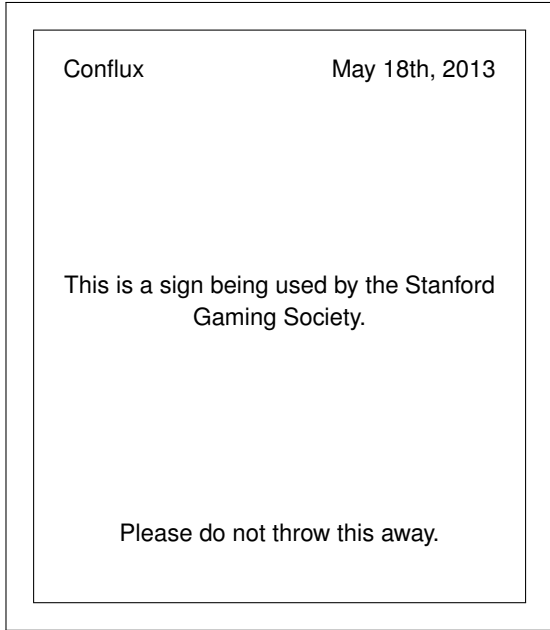 Conflux May 18th, 2013
This is a sign being used by the Stanford
Gaming Society.
Please do not throw this away.